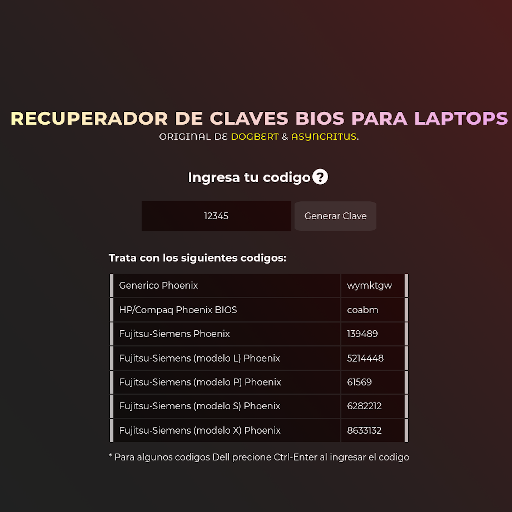 RECUPERADOR DE CLAVES BIOS PARA LAPTOPS
ORIGINAL DE DOGBERT & ASYNCRITUS.
Ingresa tu codigo ?
12345 Generar Clave
Trata con los siguientes codigos:
Generico Phoenix wymktgw
HP/Compaq Phoenix BIOS coabm
Fujitsu-Siemens Phoenix 139489
Fujitsu-Siemens (modelo L) Phoenix 5214448
Fujitsu-Siemens (modelo P) Phoenix 61569
Fujitsu-Siemens (modelo S) Phoenix 6282212
Fujitsu-Siemens (modelo X) Phoenix 8633132
* Para algunos codigos Dell precione Ctrl-Enter al ingresar el codigo